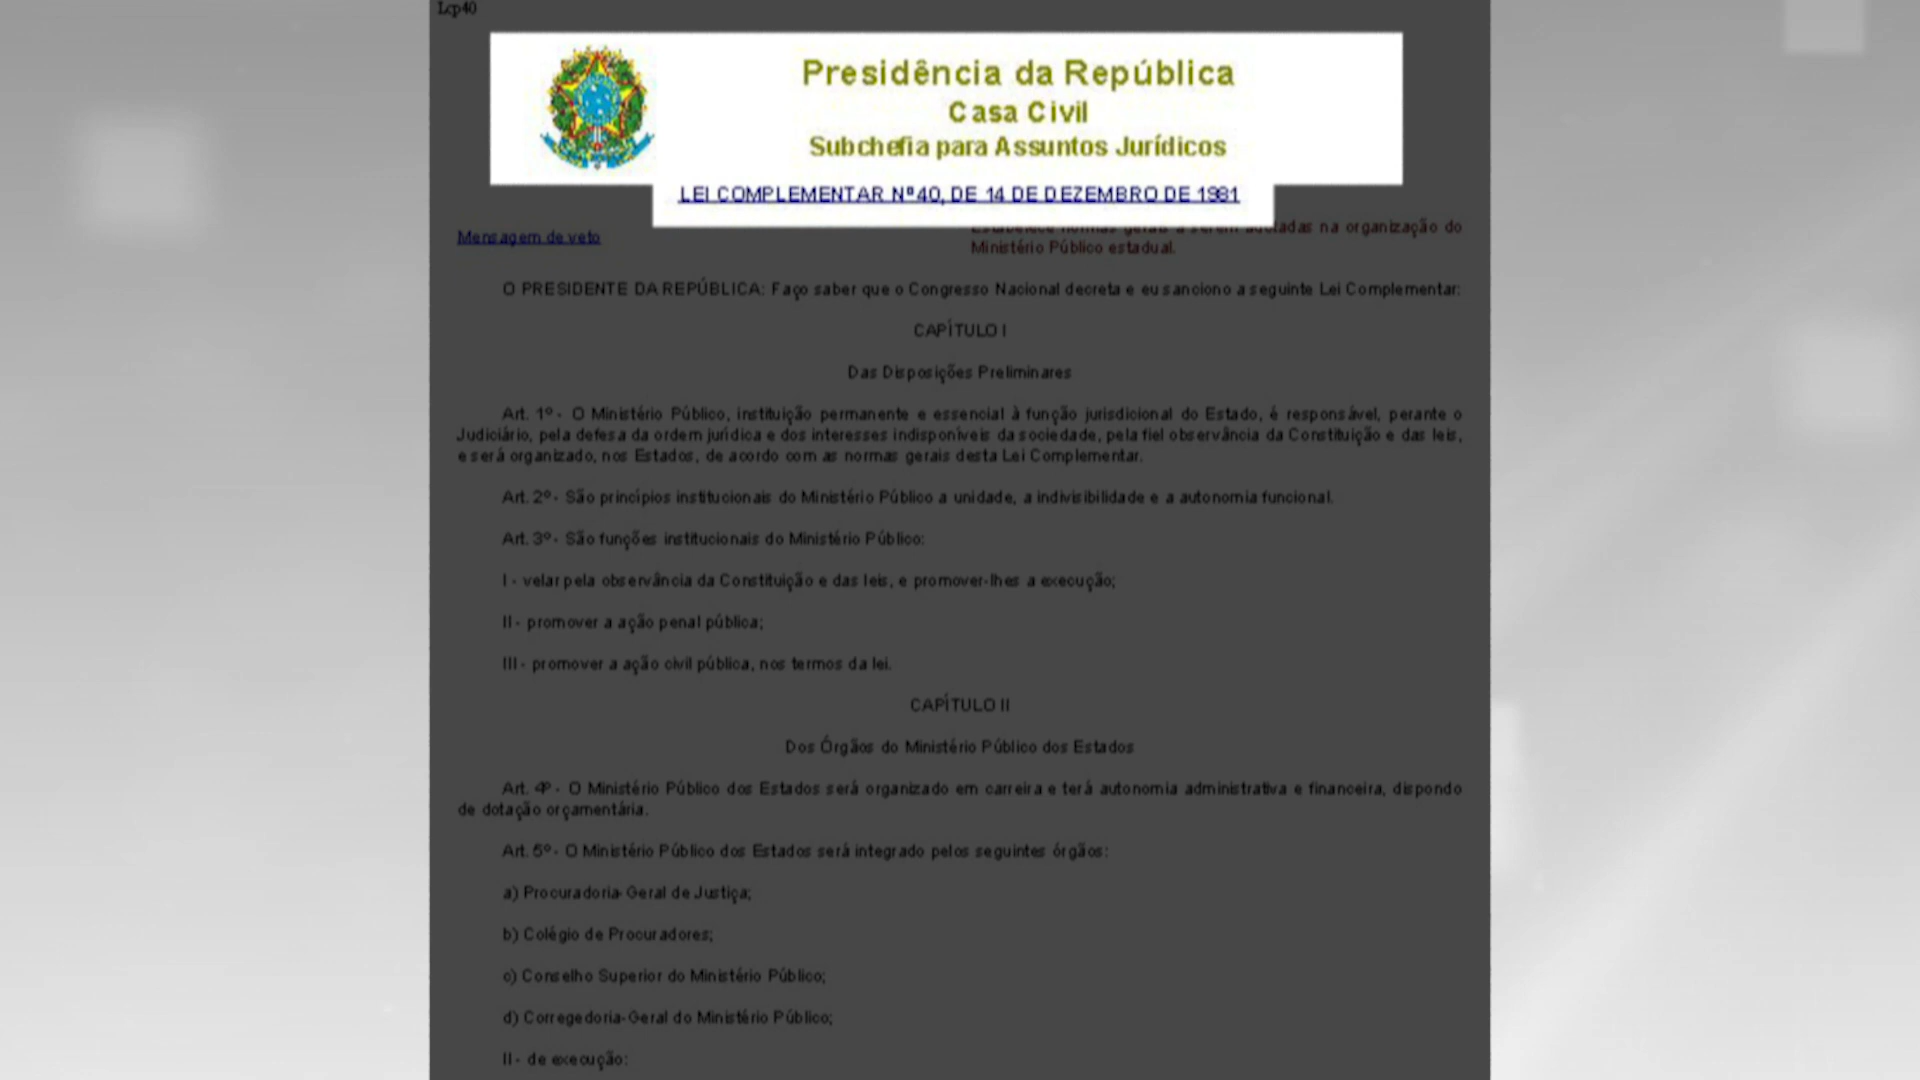 Lcp40
Presidência da República
Casa Civil
Subchefia para Assuntos Jurídicos
LEI COMPLEMENTAR Nº 40, DE 14 DE DEZEMBRO DE 1981
Mensagem de veto
Estabelece normas gerais a serem adotadas na organização do
Ministério Público estadual.
O PRESIDENTE DA REPÚBLICA: Faço saber que o Congresso Nacional decreta e eu sanciono a seguinte Lei Complementar:
CAPÍTULO I
Das Disposições Preliminares
Art. 1º - O Ministério Público, instituição permanente e essencial à função jurisdicional do Estado, é responsável, perante o
Judiciário, pela defesa da ordem jurídica e dos interesses indisponíveis da sociedade, pela fiel observância da Constituição e das leis,
e será organizado, nos Estados, de acordo com as normas gerais desta Lei Complementar.
Art. 2º - São princípios institucionais do Ministério Público a unidade, a indivisibilidade e a autonomia funcional.
Art. 3º - São funções institucionais do Ministério Público:
I - velar pela observância da Constituição e das leis, e promover-lhes a execução;
II - promover a ação penal pública;
III - promover a ação civil pública, nos termos da lei.
CAPÍTULO II
Dos Órgãos do Ministério Público dos Estados
Art. 4º - O Ministério Público dos Estados será organizado em carreira e terá autonomia administrativa e financeira, dispondo
de dotação orçamentária.
Art. 5º - O Ministério Público dos Estados será integrado pelos seguintes órgãos:
a) Procuradoria-Geral de Justiça;
b) Colégio de Procuradores;
c) Conselho Superior do Ministério Público;
d) Corregedoria-Geral do Ministério Público;
II - de execução: